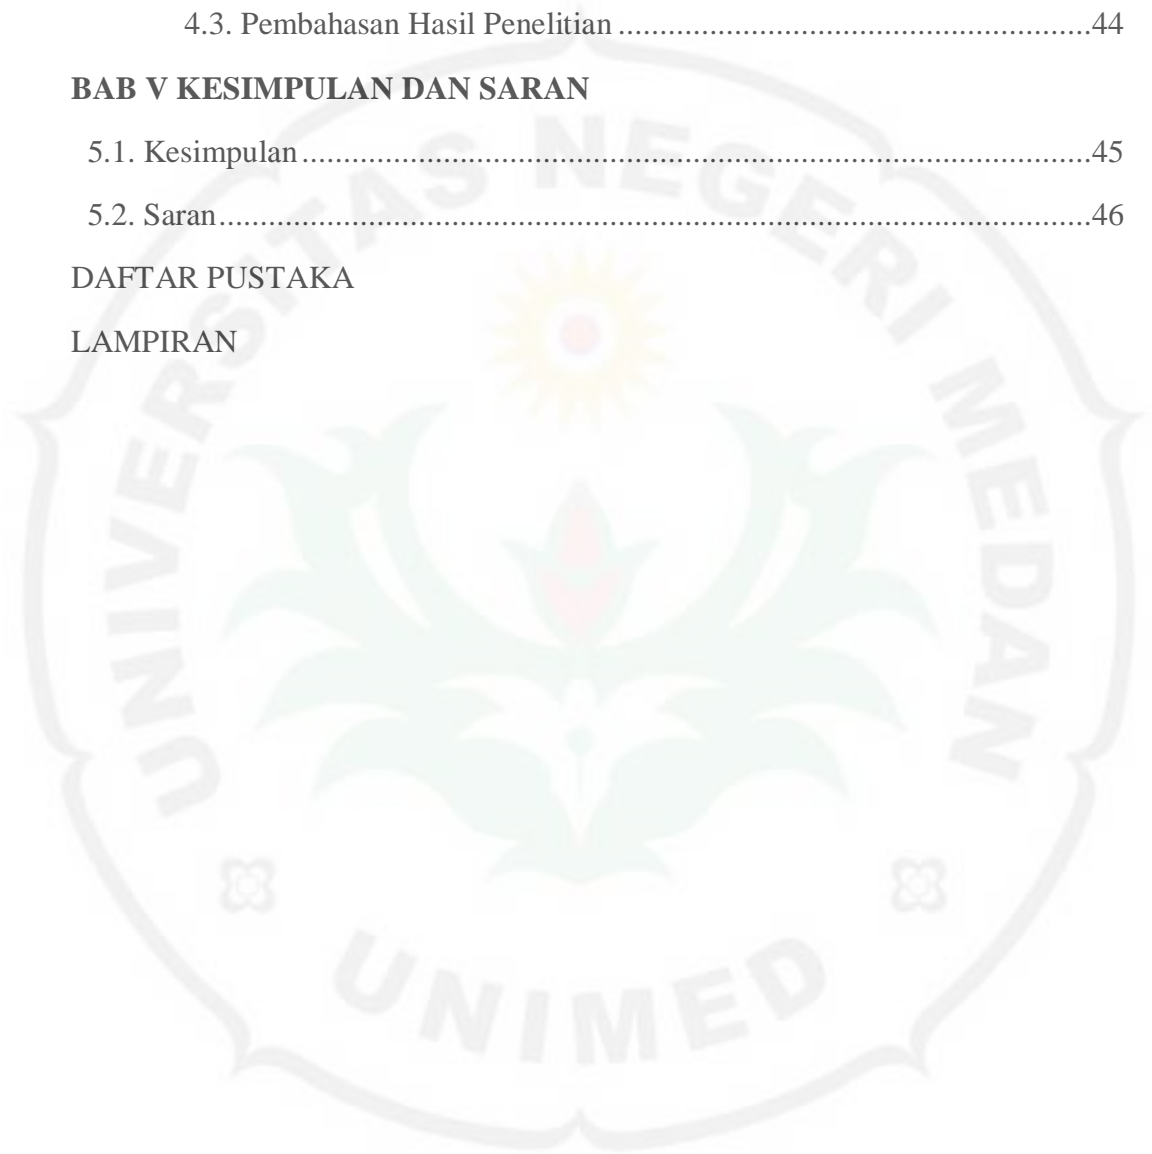 4.3. Pembahasan Hasil Penelitian.........................................................44
BAB V KESIMPULAN DAN SARAN
5.1. Kesimpulan...............................................................................................45
5.2. Saran.........................................................................................................46
DAFTAR PUSTAKA
LAMPIRAN
UNIVERSITAS NEGERI MEDAN
UNIMED